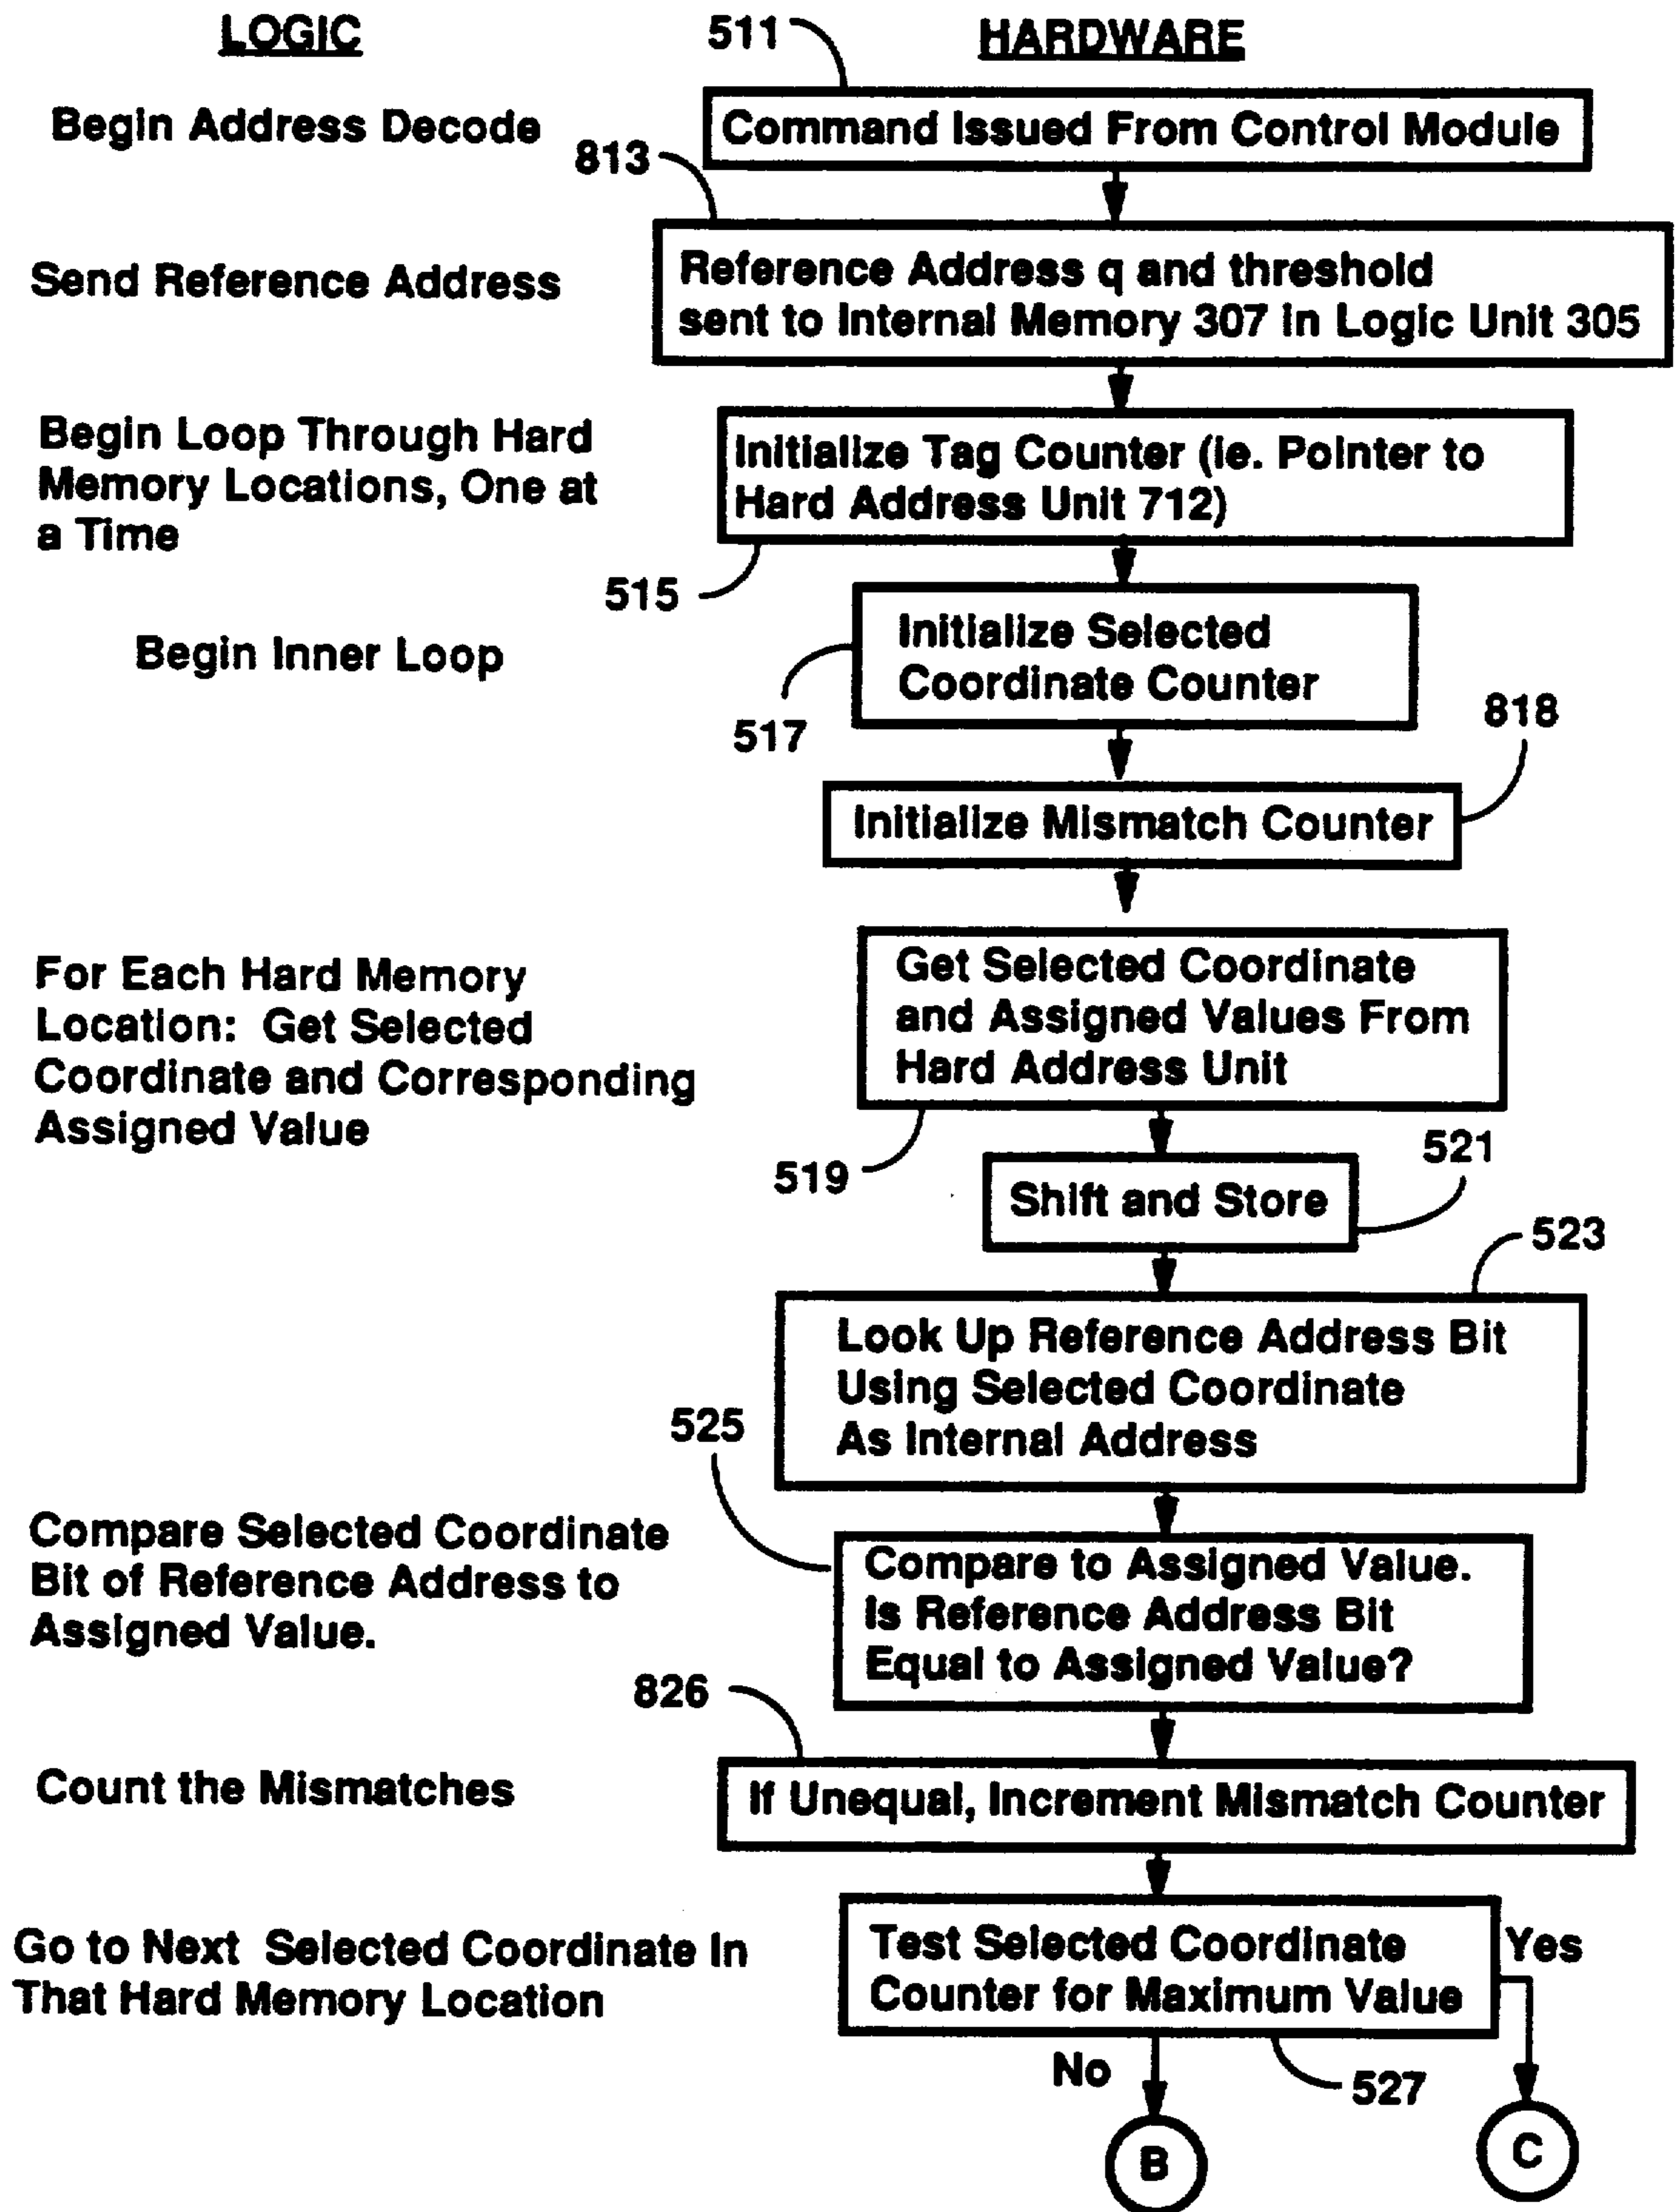 LOGIC
511
HARDWARE
Begin Address Decode
Command Issued From Control Module
813
Send Reference Address
Reference Address q and threshold
sent to Internal Memory 307 in Logic Unit 305
Begin Loop Through Hard
Memory Locations, One at
a Time
Initialize Tag Counter (ie. Pointer to
Hard Address Unit 712)
515
Begin Inner Loop
Initialize Selected
Coordinate Counter
517
818
Initialize Mismatch Counter
For Each Hard Memory
Location: Get Selected
Coordinate and Corresponding
Assigned Value
Get Selected Coordinate
and Assigned Values From
Hard Address Unit
519
521
Shift and Store
523
Look Up Reference Address Bit
Using Selected Coordinate
As Internal Address
525
Compare Selected Coordinate
Bit of Reference Address to
Assigned Value.
Compare to Assigned Value.
Is Reference Address Bit
Equal to Assigned Value?
826
Count the Mismatches
If Unequal, Increment Mismatch Counter
Go to Next Selected Coordinate In
That Hard Memory Location
Test Selected Coordinate
Counter for Maximum Value
Yes
No
527
B
C